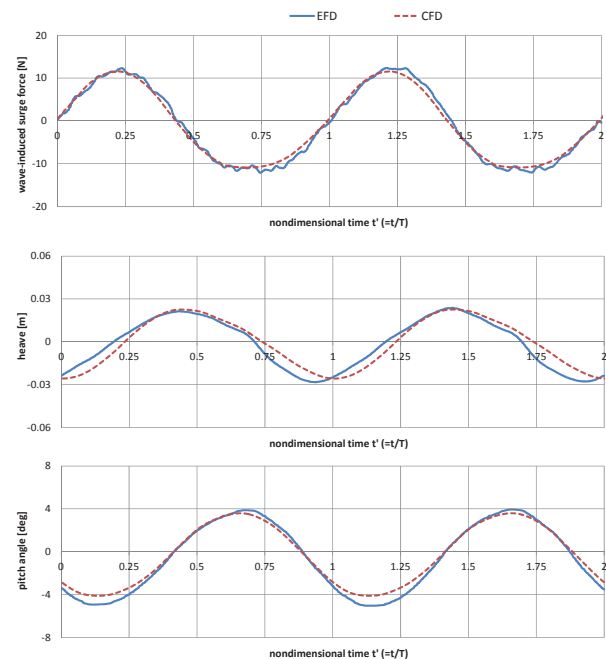 EFD CFD
wave-induced surge force [N]
20
10
0
-10
-20
0 0.25 0.5 0.75 1 1.25 1.5 1.75 2
nondimensional time t' (=t/T)
heave [m]
0.06
0.03
0
-0.03
-0.06
0 0.25 0.5 0.75 1 1.25 1.5 1.75 2
nondimensional time t' (=t/T)
pitch angle [deg]
8
4
0
-4
-8
0 0.25 0.5 0.75 1 1.25 1.5 1.75 2
nondimensional time t' (=t/T)